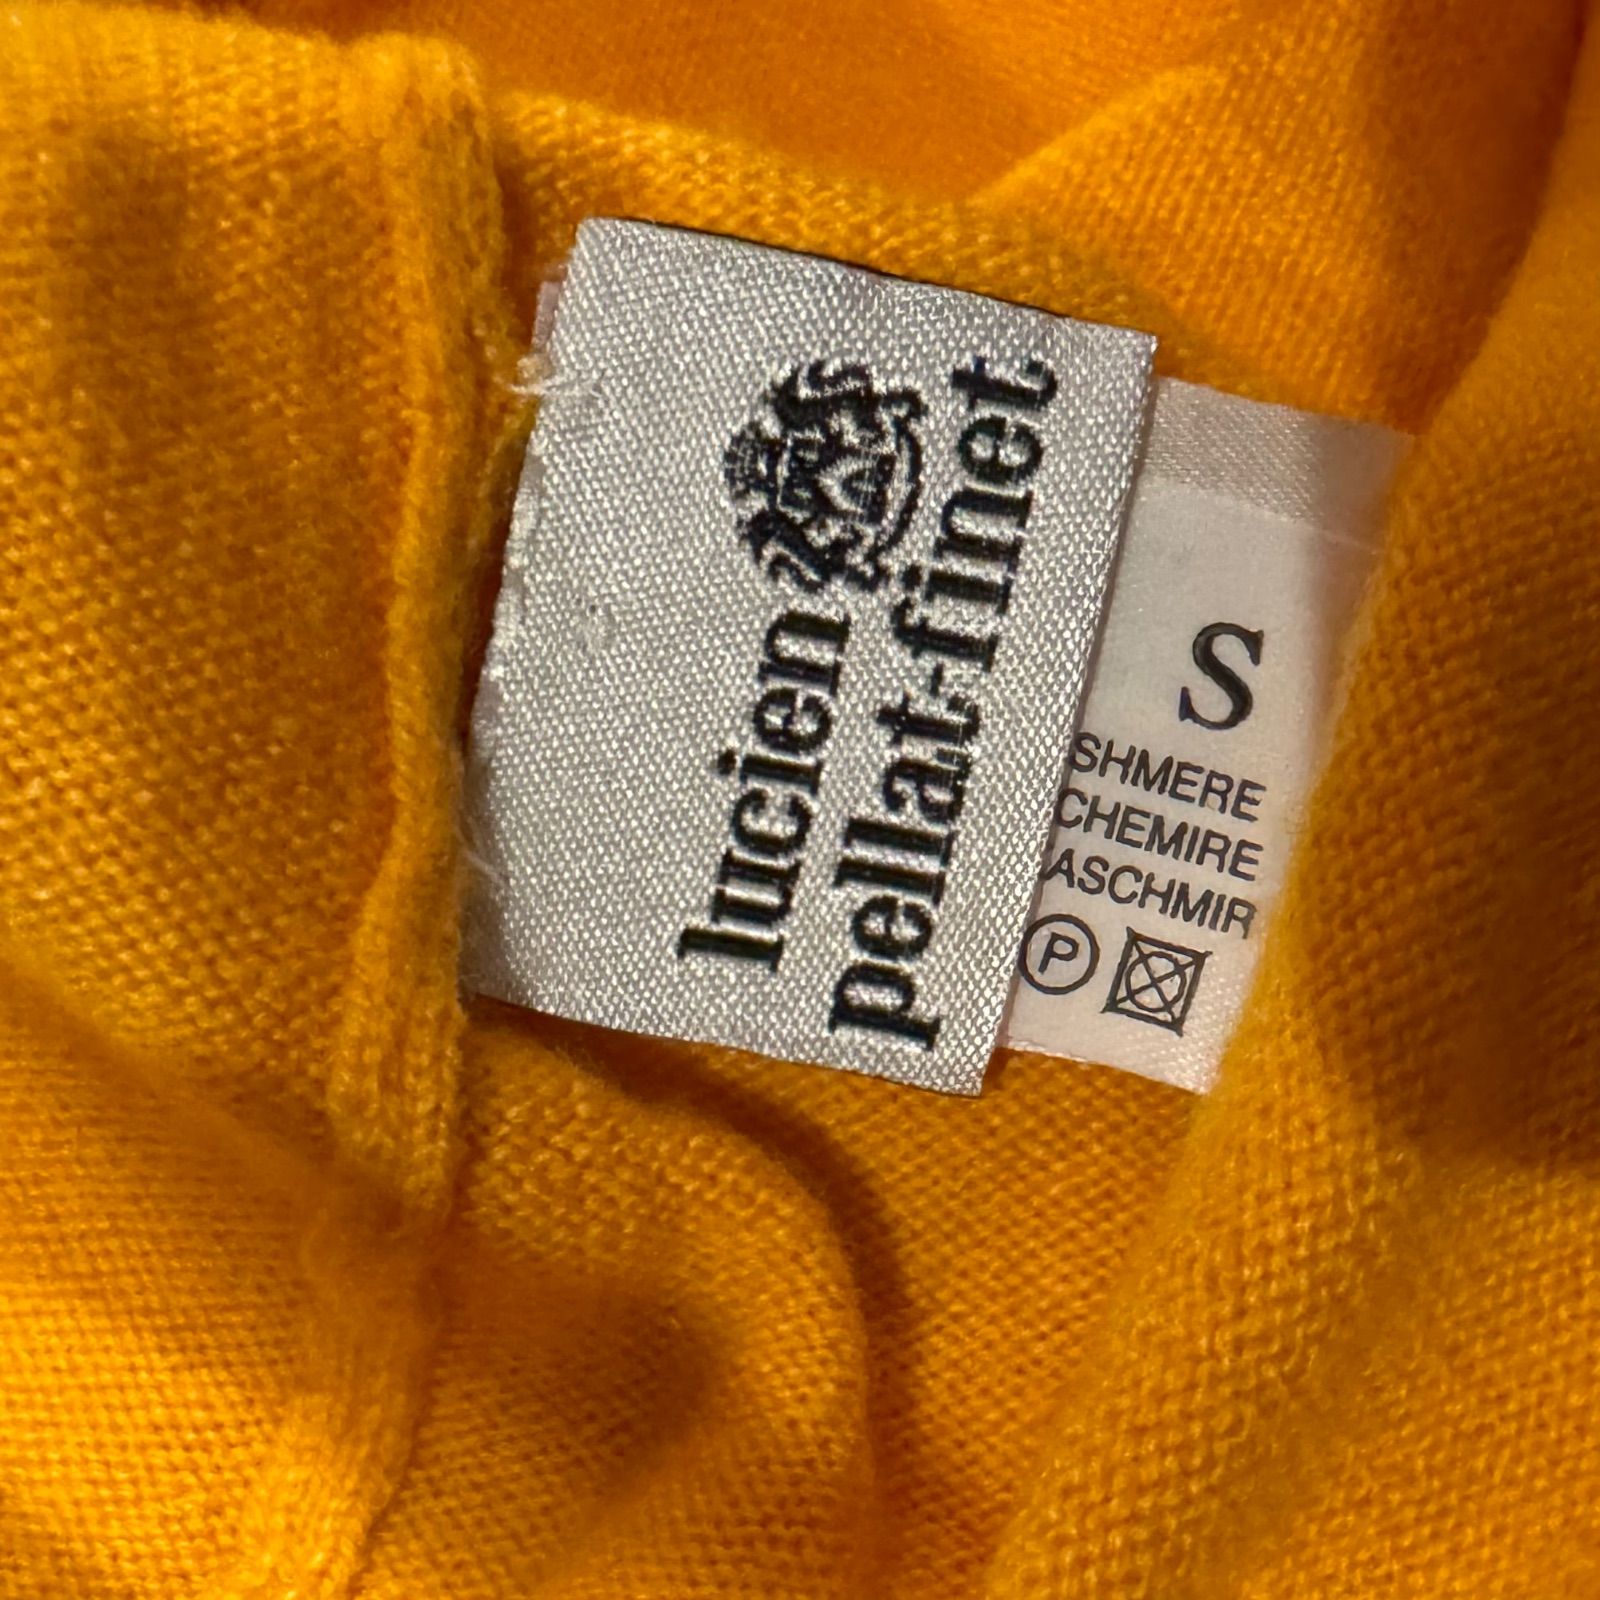 lucien
pellat-finet
S
SHMERE
CHEMIRE
ASCHMIR
P